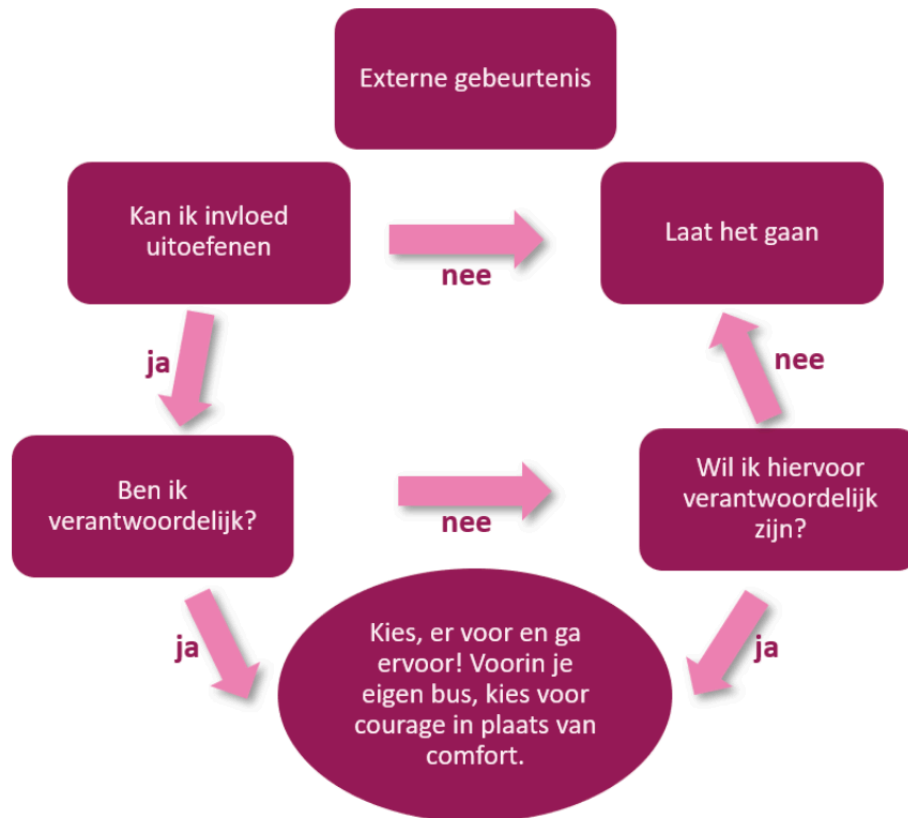 Externe gebeurtenis
Kan ik invloed
uitoefenen
nee
Laat het gaan
ja
nee
Ben ik
verantwoordelijk?
nee
Wil ik hiervoor
verantwoordelijk
zijn?
ja
ja
Kies, er voor en ga
ervoor! Voorin je
eigen bus, kies voor
courage in plaats van
comfort.